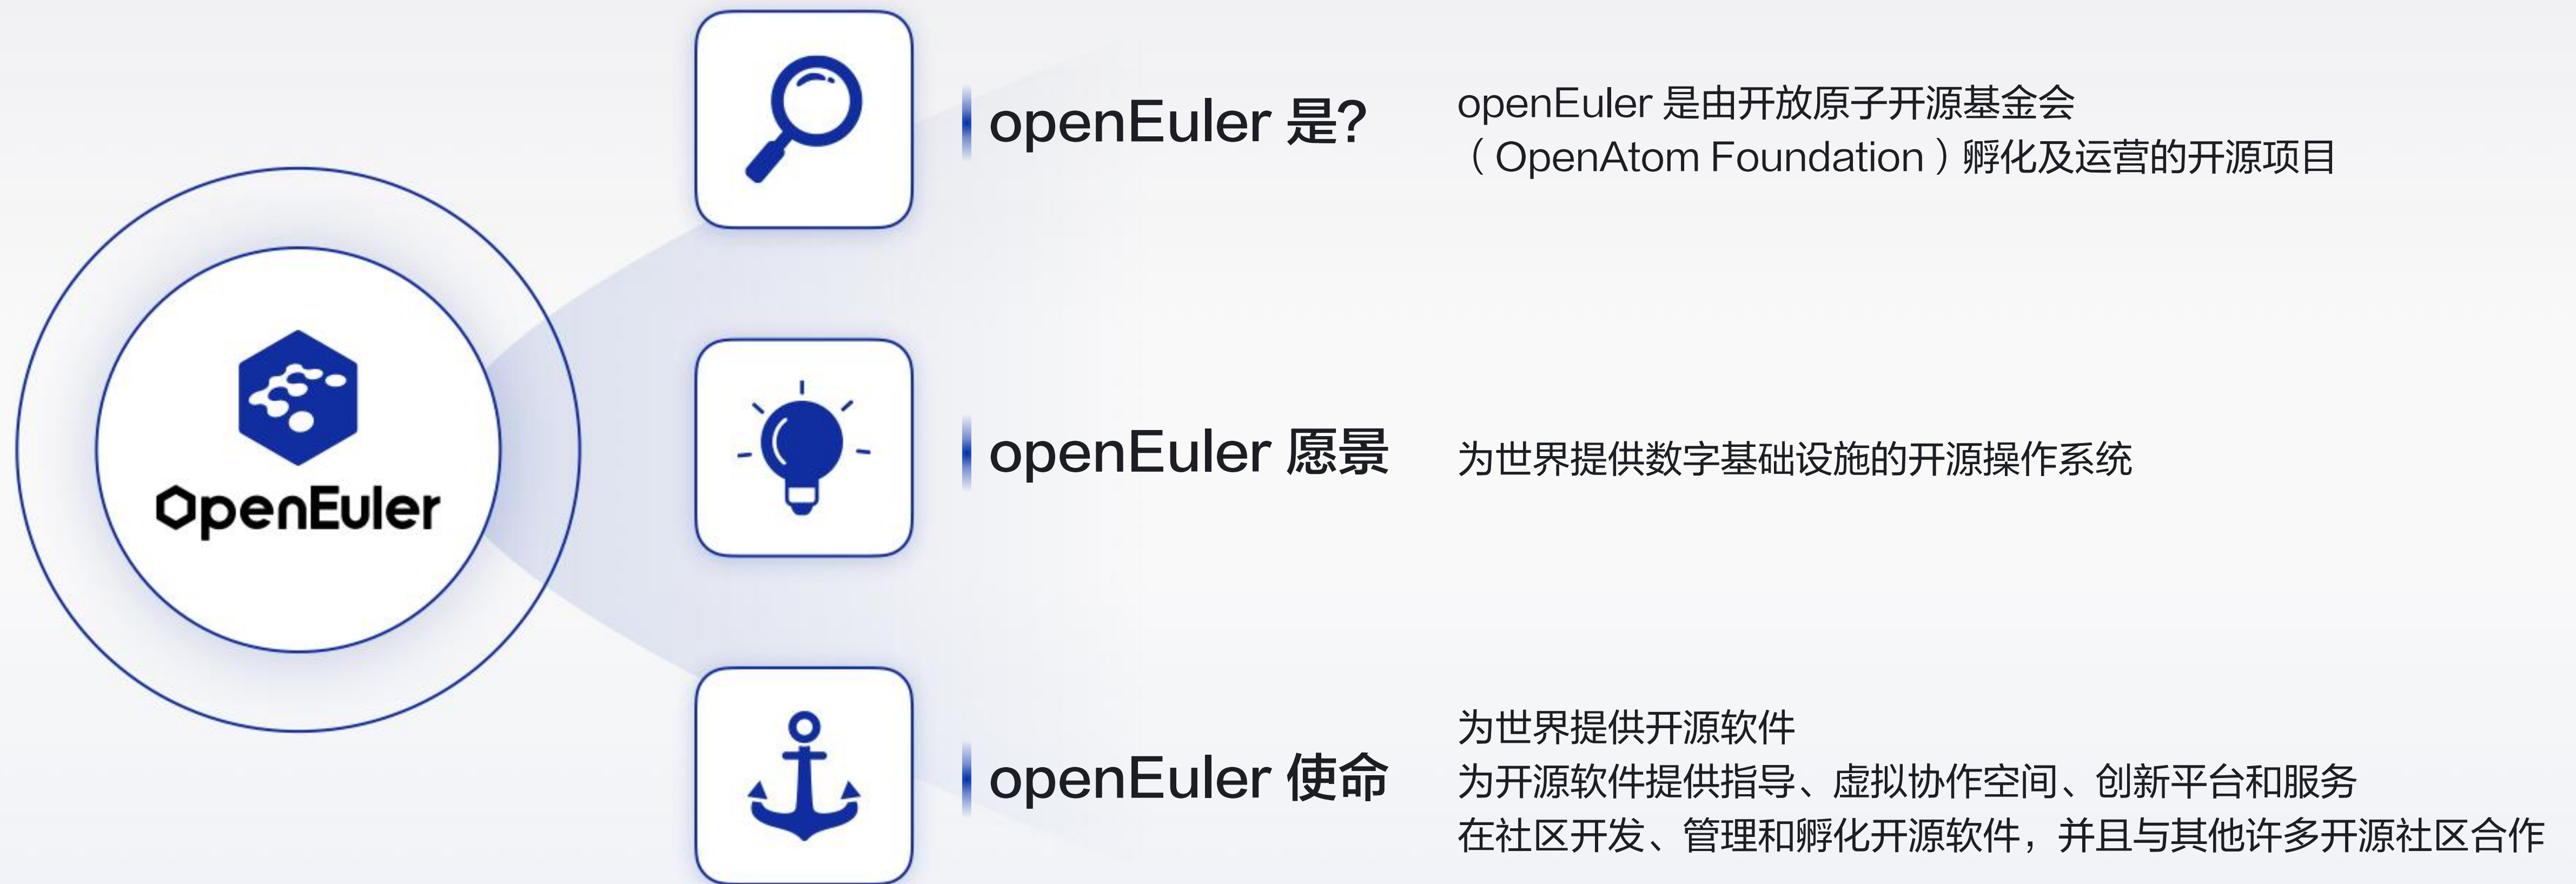 OpenEuler
openEuler 是?
openEuler 是由开放原子开源基金会
（OpenAtom Foundation）孵化及运营的开源项目
openEuler 愿景
为世界提供数字基础设施的开源操作系统
openEuler 使命
为世界提供开源软件
为开源软件提供指导、虚拟协作空间、创新平台和服务
在社区开发、管理和孵化开源软件，并且与其他许多开源社区合作